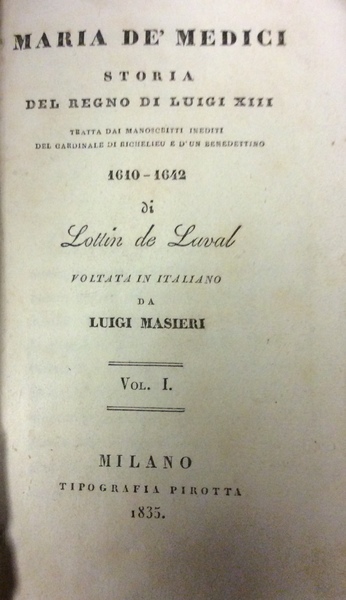 MARIA DE' MEDICI
STORIA
DEL REGNO DI LUIGI XIII
TRATTA DAI MANOSCRITTI INEDITI
DEL CARDINALE DI RICHELIEU E D'UN BENEDETTINO
1610-1642
di
Lottin de Laval
VOLTATA IN ITALIANO
DA
LUIGI MASIERI
VOL. I.
MILANO
TIPOGRAFIA PIROTTA
1835.